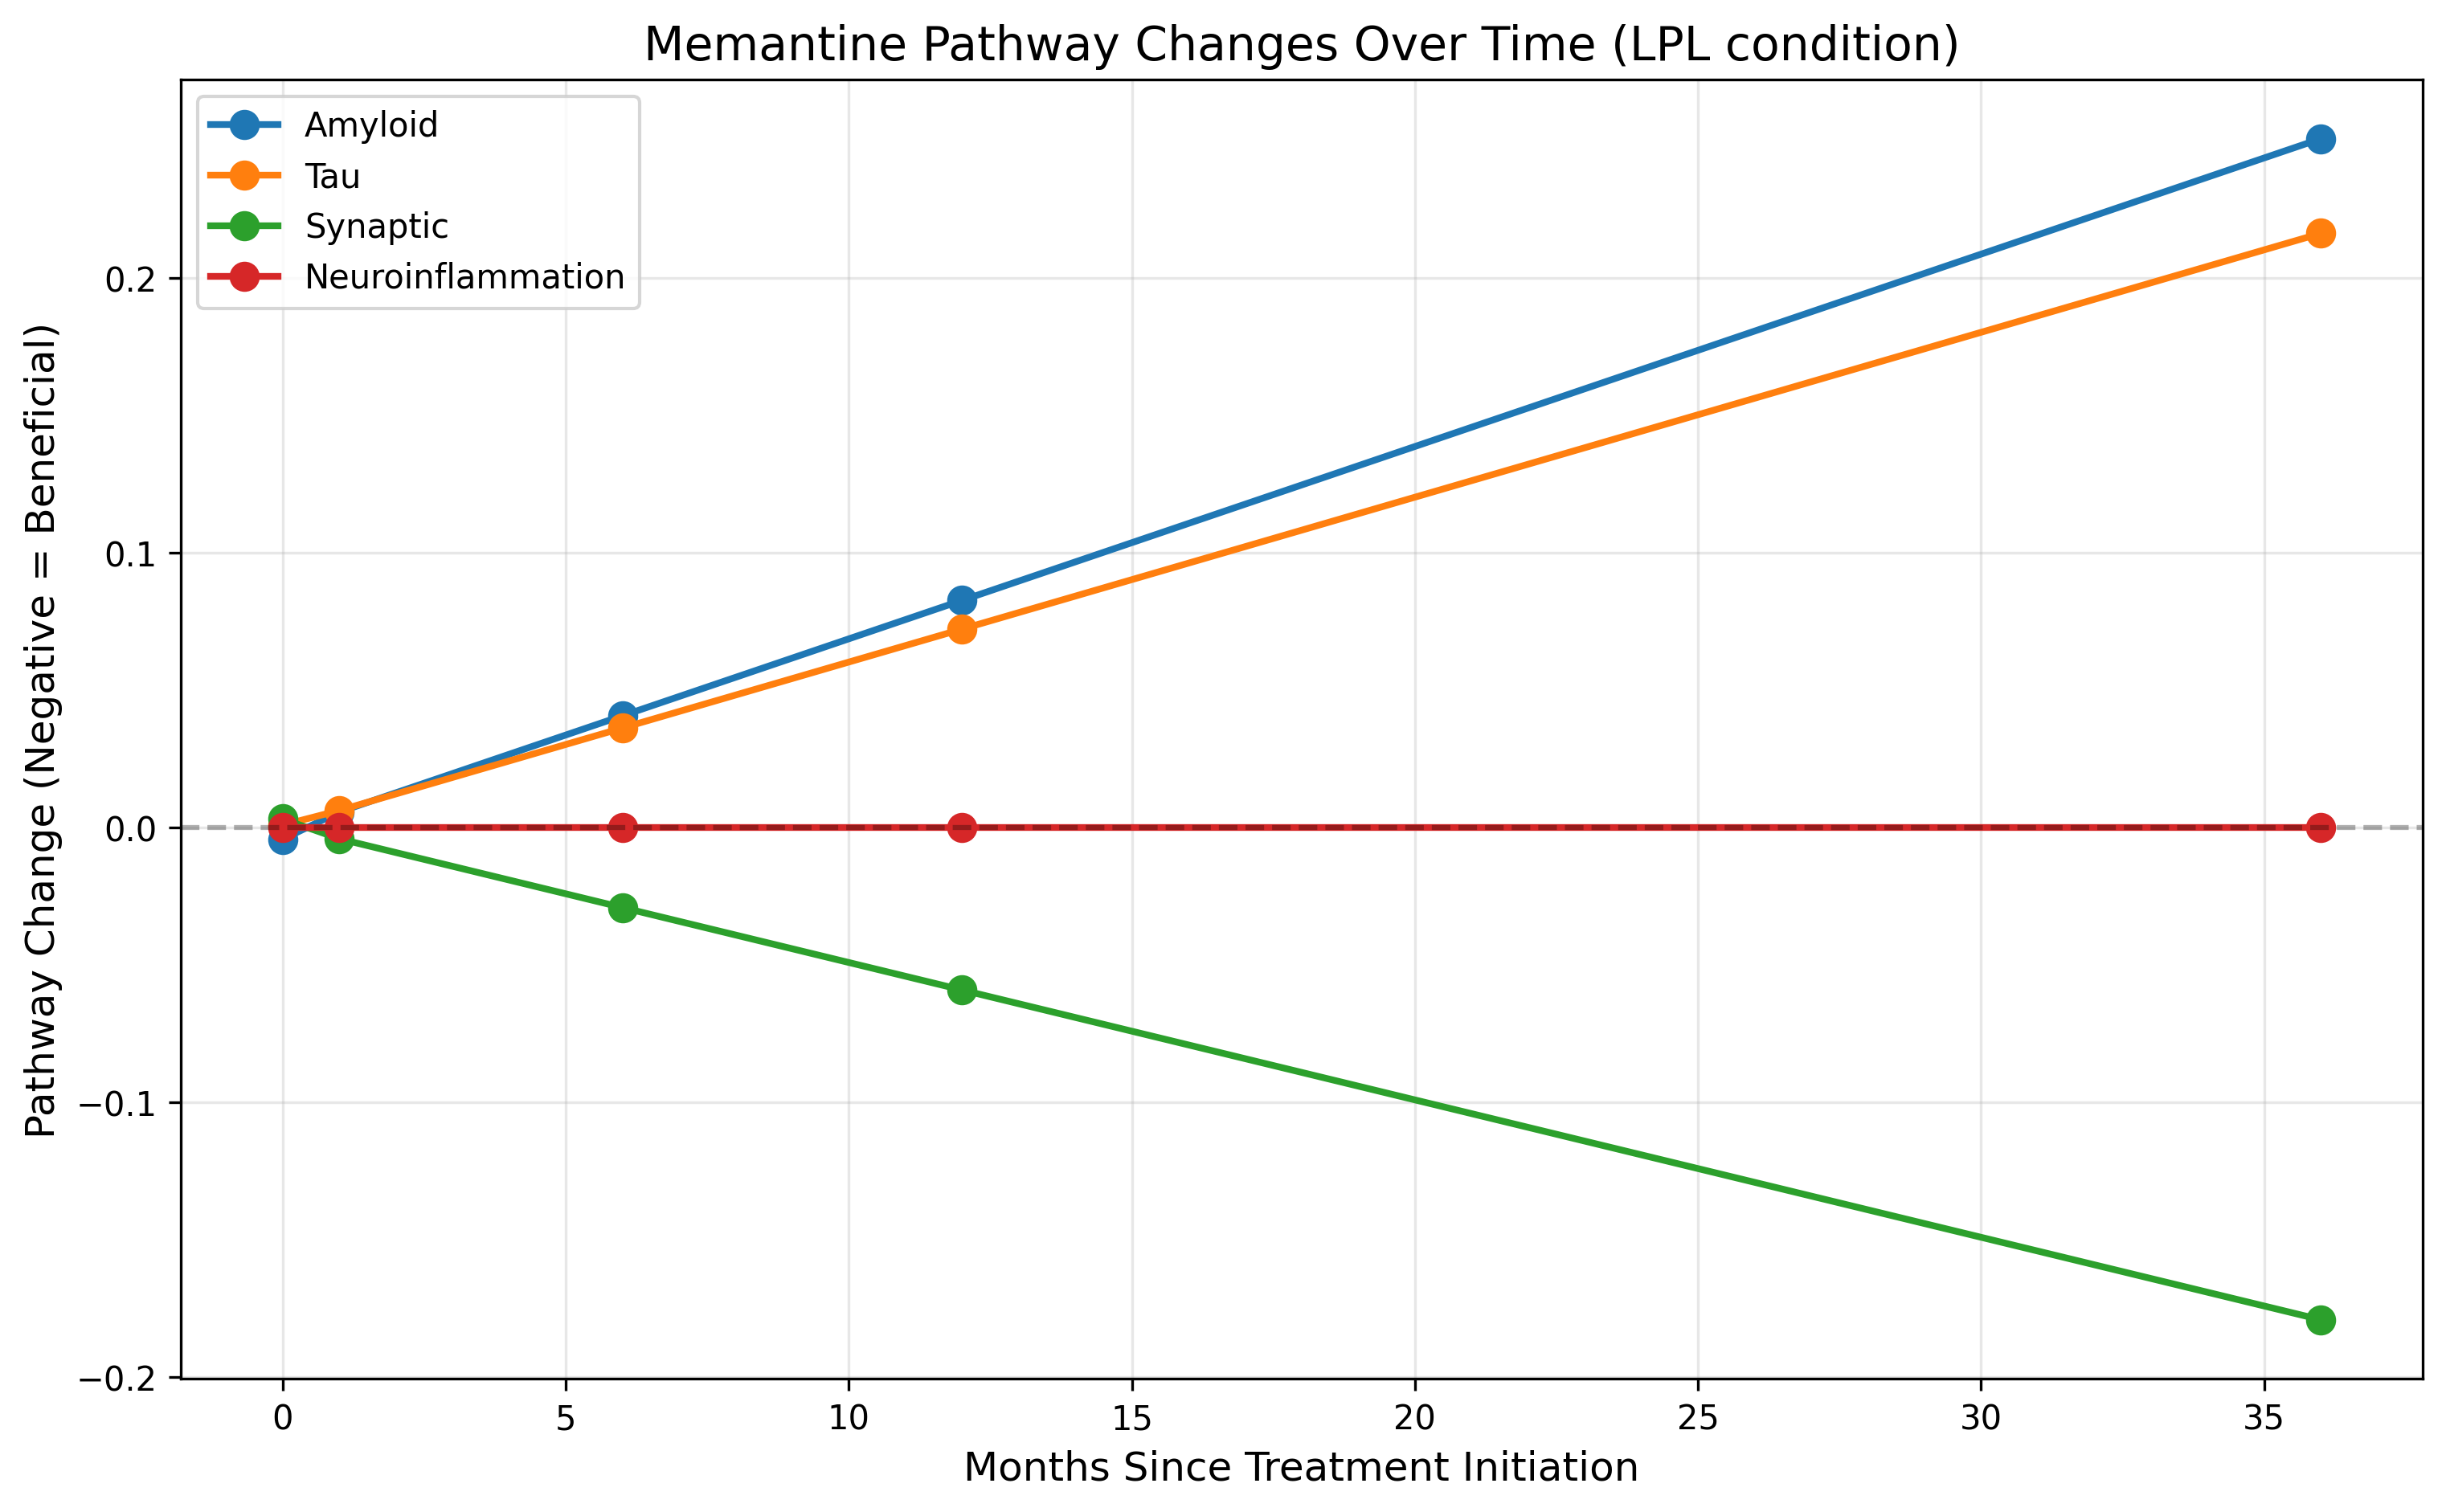 Memantine Pathway Changes Over Time (LPL condition)
Amyloid
Tau
Synaptic
Neuroinflammation
Pathway Change (Negative = Beneficial)
0.2
0.1
0.0
−0.1
−0.2
0 5 10 15 20 25 30 35
Months Since Treatment Initiation